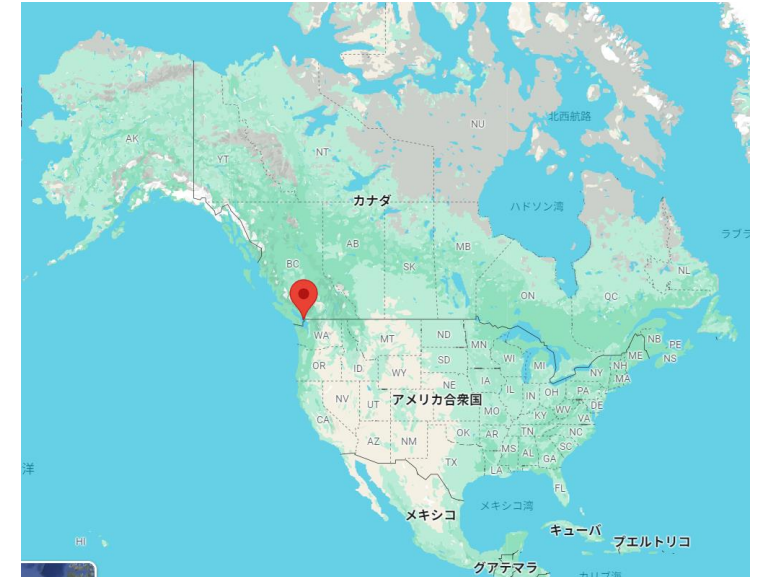 NU
北西航路
AK
YT
NT
カナダ
ハドソン湾
ラブラ
AB
MB
BC
SK
NL
ON
QC
WA
MT
ND
MN
NB
PE
ME
NS
OR
ID
WY
SD
WI
MI
NY
NH
MA
NE
IA
IL
IN
OH
PA
NV
UT
アメリカ合衆国
MO
KY
WV
DE
VA
CA
AZ
NM
OK
AR
TN
NC
SC
MS
AL
GA
TX
LA
FL
メキシコ
メキシコ湾
洋
HI
キューバ
プエルトリコ
グアテマラ
カリブ海